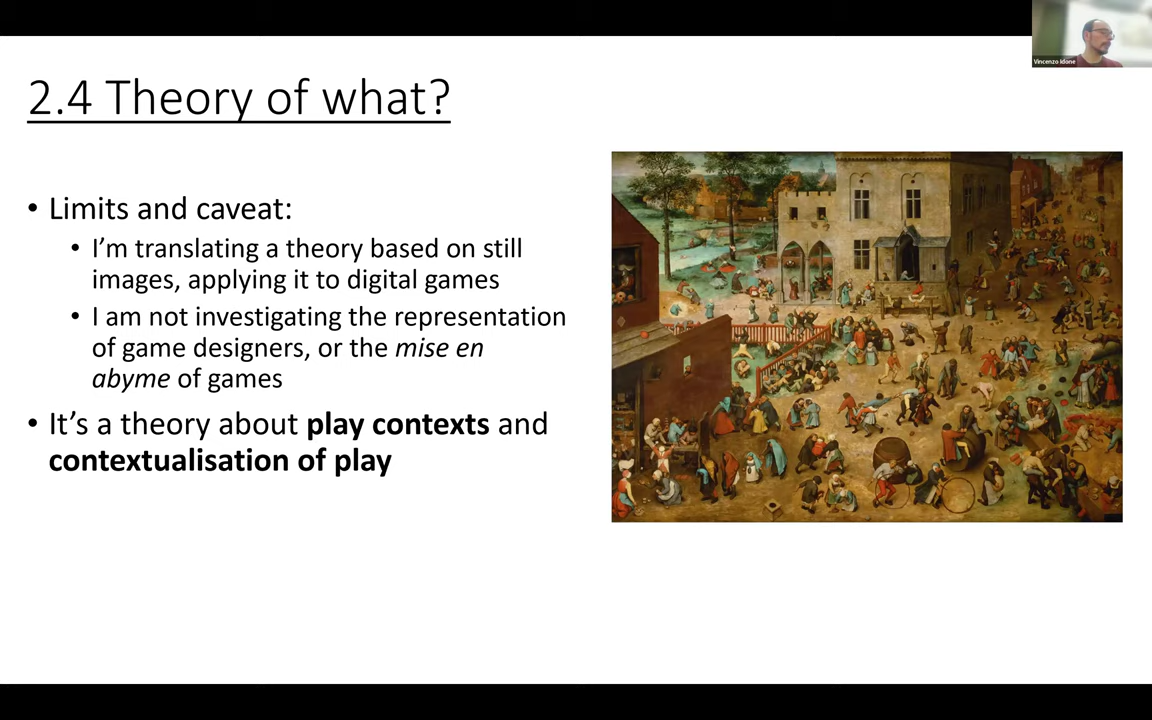 Vincenzo Idone
2.4 Theory of what?
• Limits and caveat:
• I’m translating a theory based on still
images, applying it to digital games
• I am not investigating the representation
of game designers, or the mise en
abyme of games
• It’s a theory about play contexts and
contextualisation of play